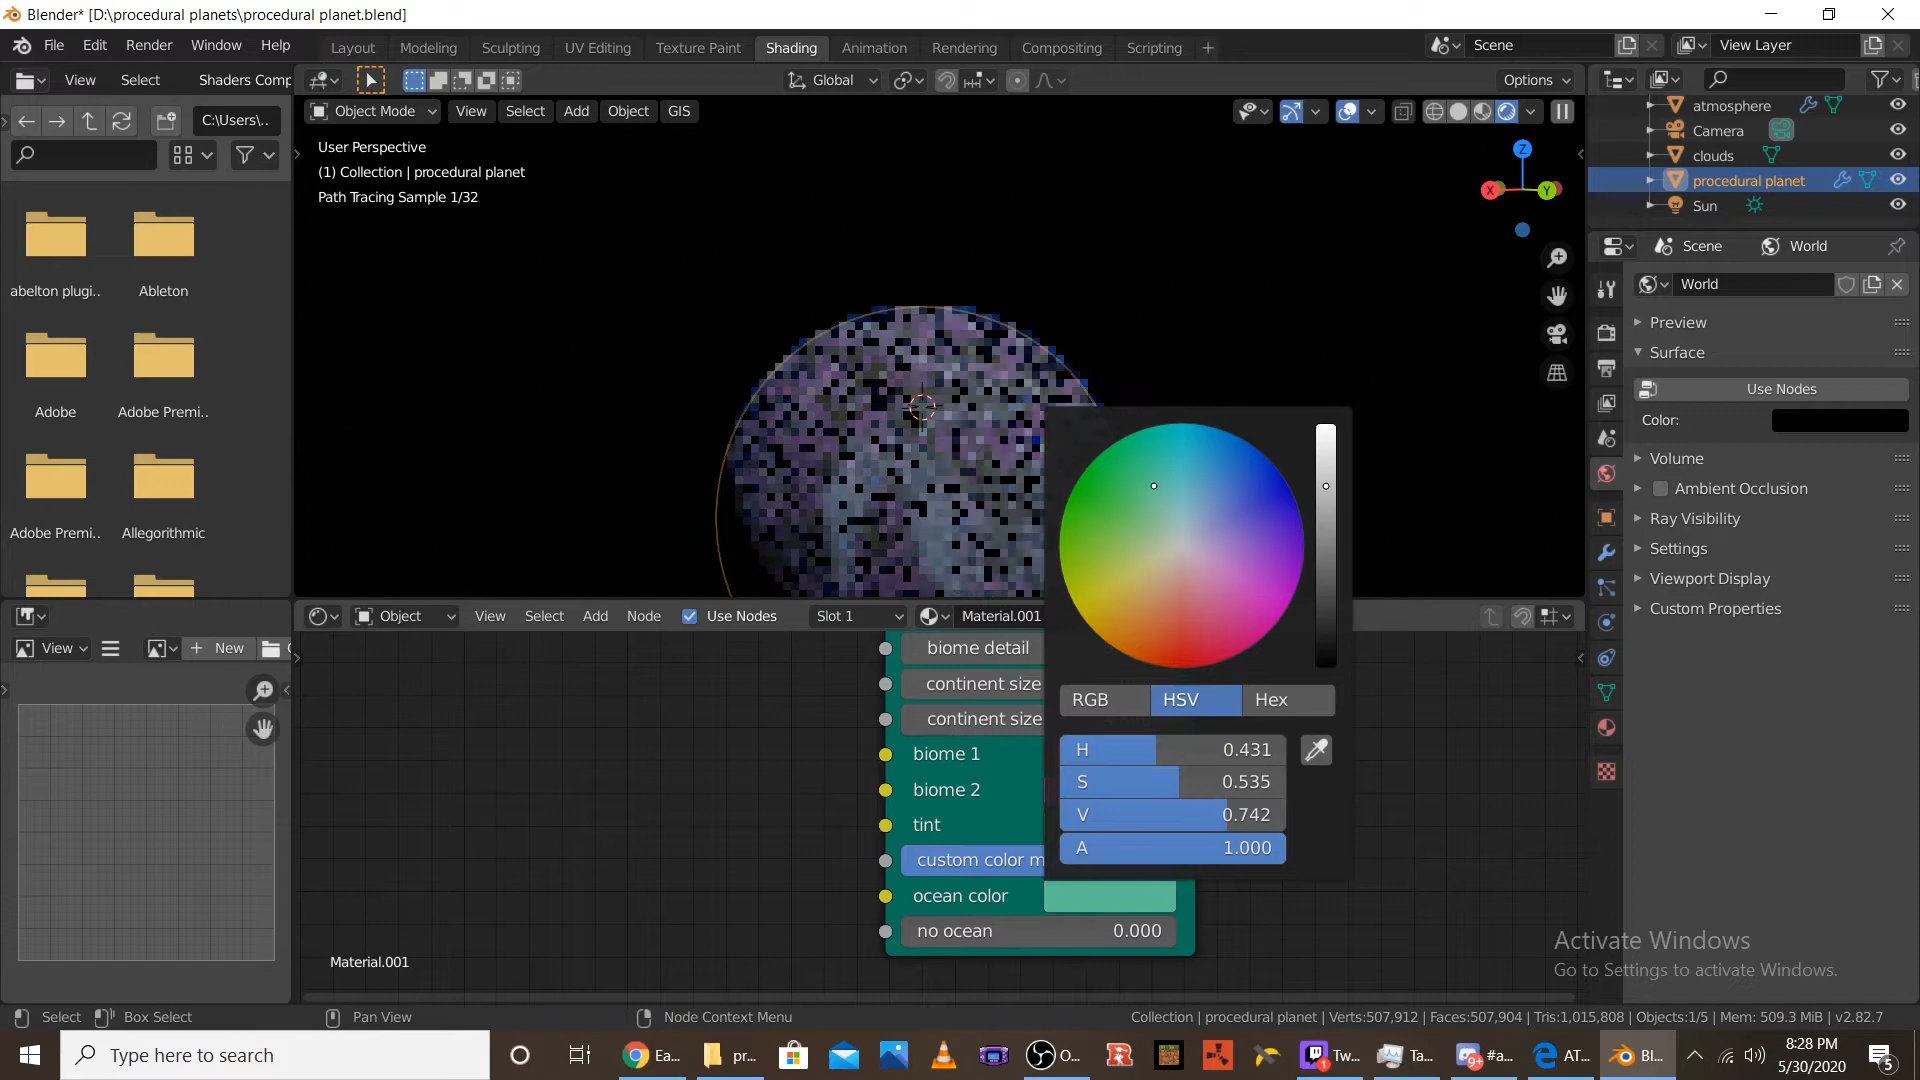 Blender* [D:\procedural planets\procedural planet.blend]
File Edit Render Window Help
Layout Modeling Sculpting UV Editing Texture Paint Shading Animation Rendering Compositing Scripting +
Scene
View Layer
View Select Shaders Comp
Global
Options
C:\Users\..
Object Mode View Select Add Object GIS
User Perspective
(1) Collection | procedural planet
Path Tracing Sample 1/32
Z
X
Y
atmosphere
Camera
clouds
procedural planet
Sun
Scene World
World
Preview
Surface
Use Nodes
Color:
Volume
Ambient Occlusion
Ray Visibility
Settings
Viewport Display
Custom Properties
abelton plugi..
Ableton
Adobe
Adobe Premi..
Adobe Premi..
Allegorithmic
Object View Select Add Node Use Nodes Slot 1 Material.001
View
New
biome detail
continent size
continent size
biome 1
biome 2
tint
custom color m
ocean color
no ocean 0.000
RGB HSV Hex
H 0.431
S 0.535
V 0.742
A 1.000
Material.001
Activate Windows
Go to Settings to activate Windows.
Select Box Select Pan View Node Context Menu
Collection | procedural planet | Verts:507,912 | Faces:507,904 | Tris:1,015,808 | Objects:1/5 | Mem: 509.3 MiB | v2.82.7
Type here to search
Ea...
pr...
O...
Tw...
Ta...
9+
#a...
AT...
Bl...
8:28 PM
5/30/2020
5